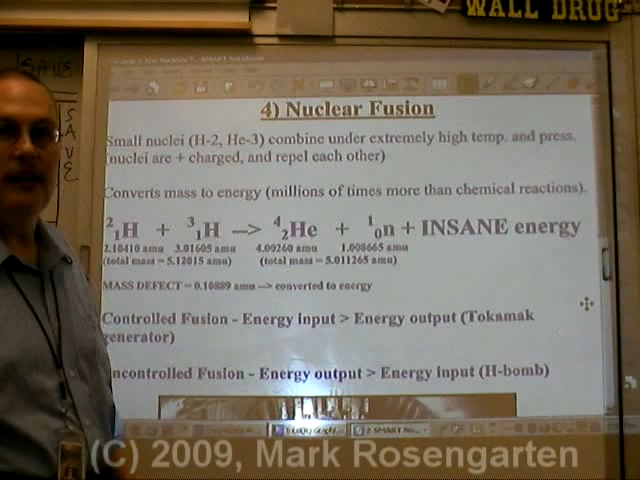 WALL DRUG
SAVE
SAVE
4) Nuclear Fusion
Small nuclei (H-2, He-3) combine under extremely high temp. and press.
(nuclei are + charged, and repel each other)
Converts mass to energy (millions of times more than chemical reactions).
²₁H + ³₁H —> ⁴₂He + ¹₀n + INSANE energy
2.10410 amu 3.01605 amu 4.00260 amu 1.008665 amu
(total mass = 5.12015 amu) (total mass = 5.011265 amu)
MASS DEFECT = 0.10889 amu —> converted to energy
Controlled Fusion - Energy input > Energy output (Tokamak
generator)
Uncontrolled Fusion - Energy output > Energy input (H-bomb)
(C) 2009, Mark Rosengarten